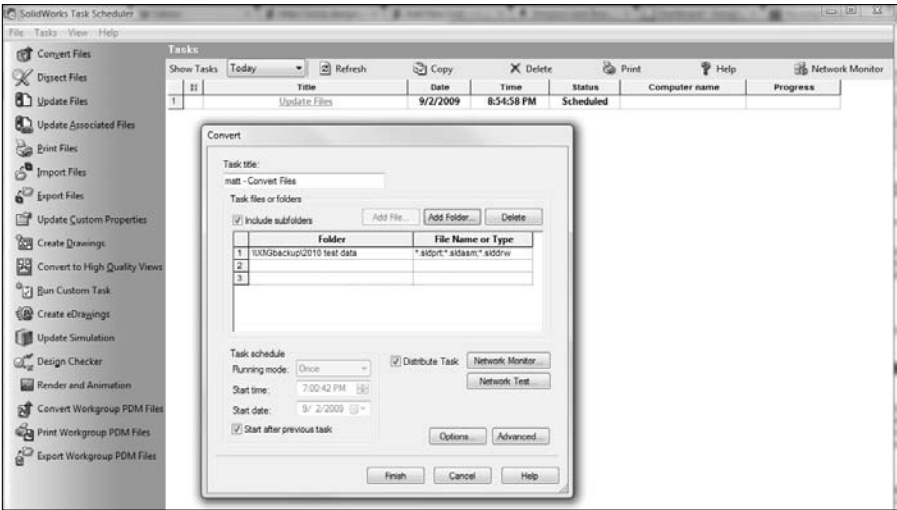 SolidWorks Task Scheduler
File Tasks View Help
Convert Files
Dissect Files
Update Files
Update Associated Files
Print Files
Import Files
Export Files
Update Custom Properties
Create Drawings
Convert to High Quality Views
Run Custom Task
Create eDrawings
Update Simulation
Design Checker
Render and Animation
Convert Workgroup PDM Files
Print Workgroup PDM Files
Export Workgroup PDM Files
Tasks
Show Tasks Today Refresh Copy Delete Print Help Network Monitor
Title Date Time Status Computer name Progress
1 Update Files 9/2/2009 8:54:58 PM Scheduled
Convert
Task title:
matt - Convert Files
Task files or folders
Include subfolders Add File... Add Folder... Delete
Folder File Name or Type
1 backup\2010 test data *.sldprt;*.sldasm;*.slddrw
2
3
Task schedule
Running mode: Once
Start time: 7:00:42 PM
Start date: 9/ 2/2009
Start after previous task
Distribute Task Network Monitor...
Network Test...
Options... Advanced...
Finish Cancel Help